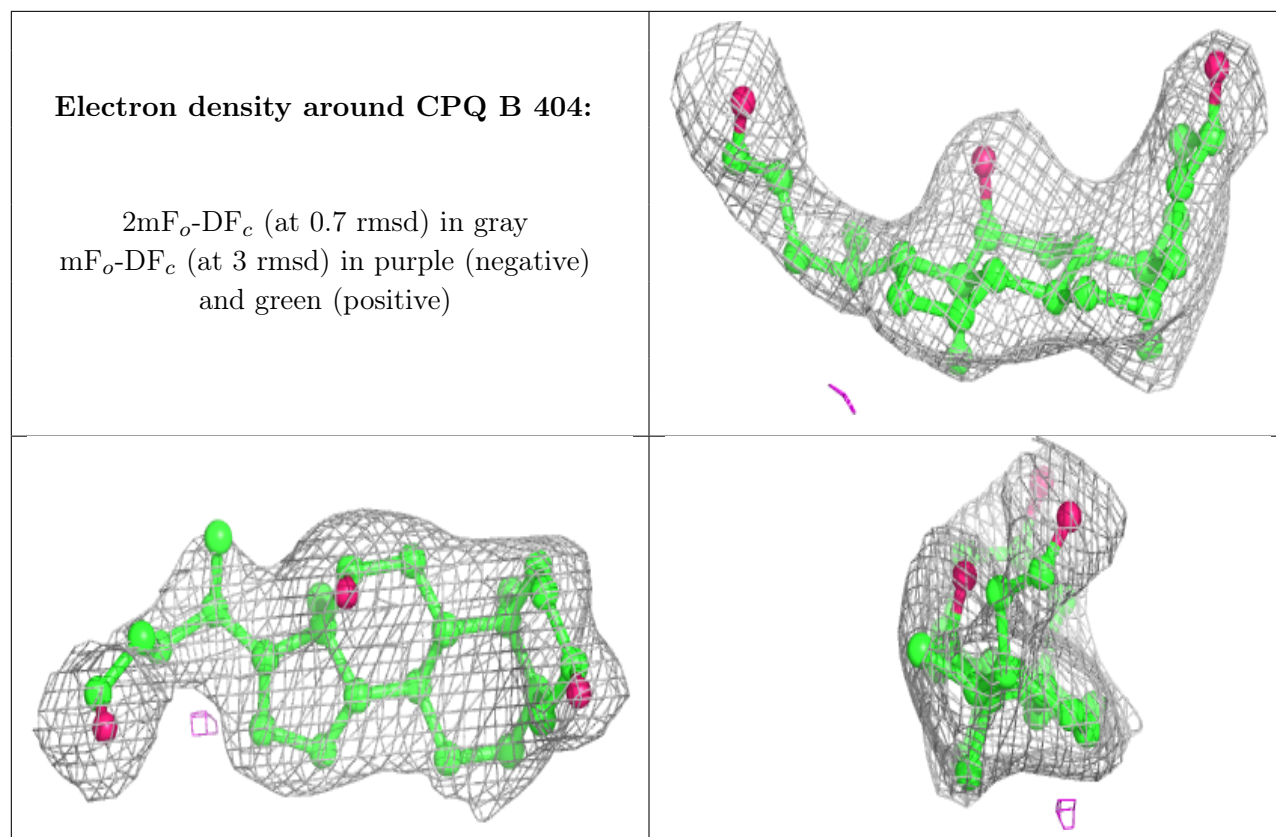 Electron density around CPQ B 404:
2mFₒ-DF𝒸 (at 0.7 rmsd) in gray
mFₒ-DF𝒸 (at 3 rmsd) in purple (negative)
and green (positive)